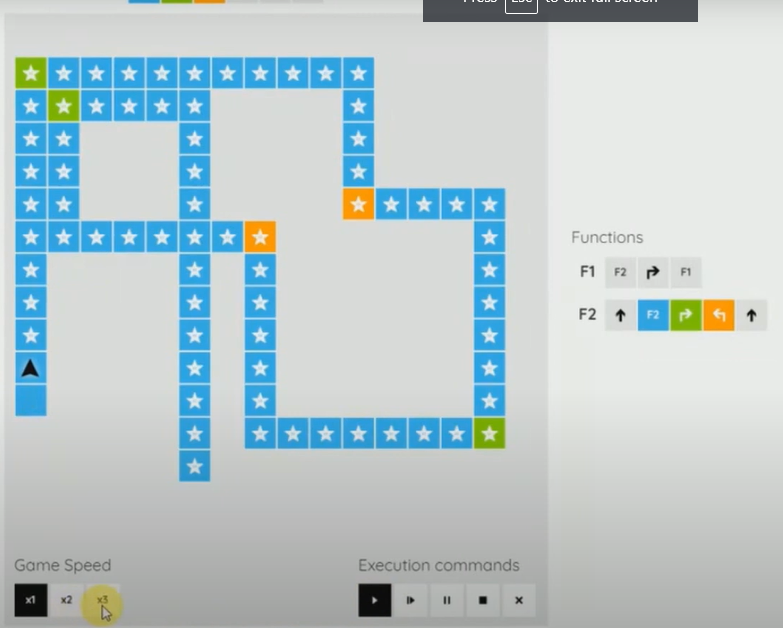 Press Esc to exit full screen
Functions
F1 F2 F1
F2 F2
Game Speed Execution commands
x1 x2 x3